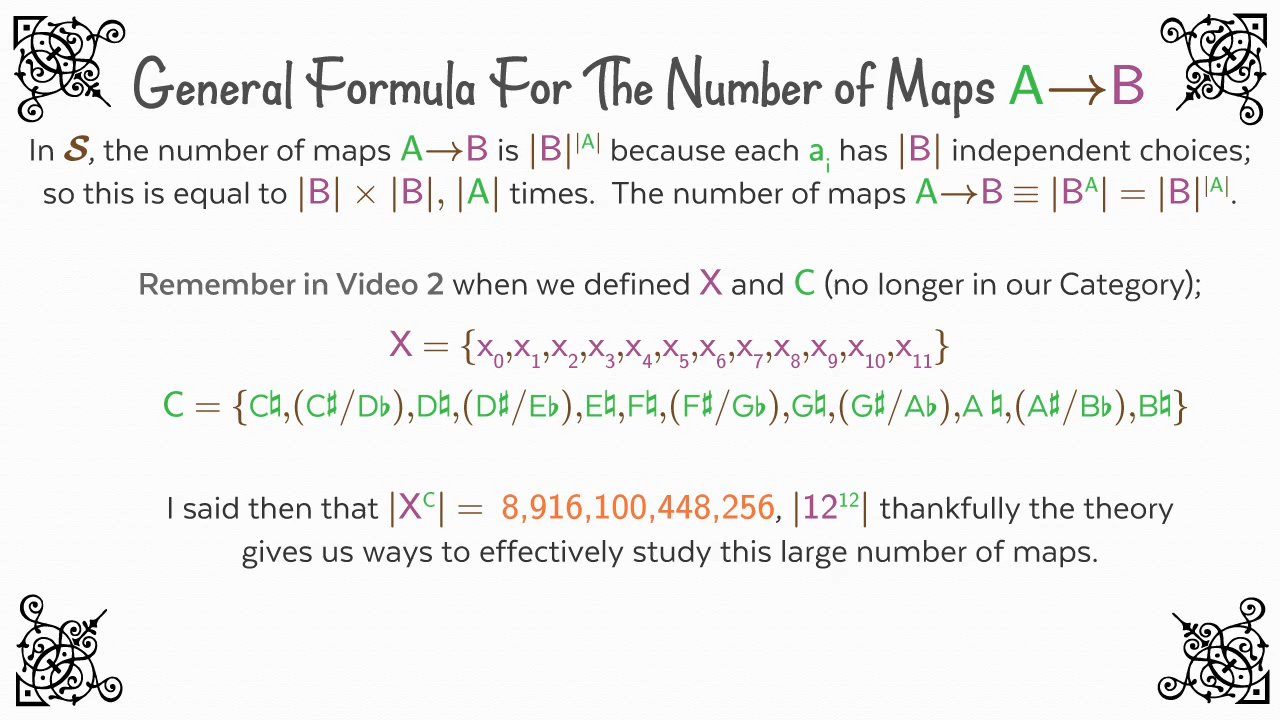 General Formula For The Number of Maps A→B
In 𝓢, the number of maps A→B is |B|^|A| because each aᵢ has |B| independent choices;
so this is equal to |B| × |B|, |A| times. The number of maps A→B ≡ |Bᴬ| = |B|^|A|.
Remember in Video 2 when we defined X and C (no longer in our Category);
X = {x₀,x₁,x₂,x₃,x₄,x₅,x₆,x₇,x₈,x₉,x₁₀,x₁₁}
C = {C♮,(C♯/D♭),D♮,(D♯/E♭),E♮,F♮,(F♯/G♭),G♮,(G♯/A♭),A♮,(A♯/B♭),B♮}
I said then that |X^C| = 8,916,100,448,256, |12¹²| thankfully the theory
gives us ways to effectively study this large number of maps.